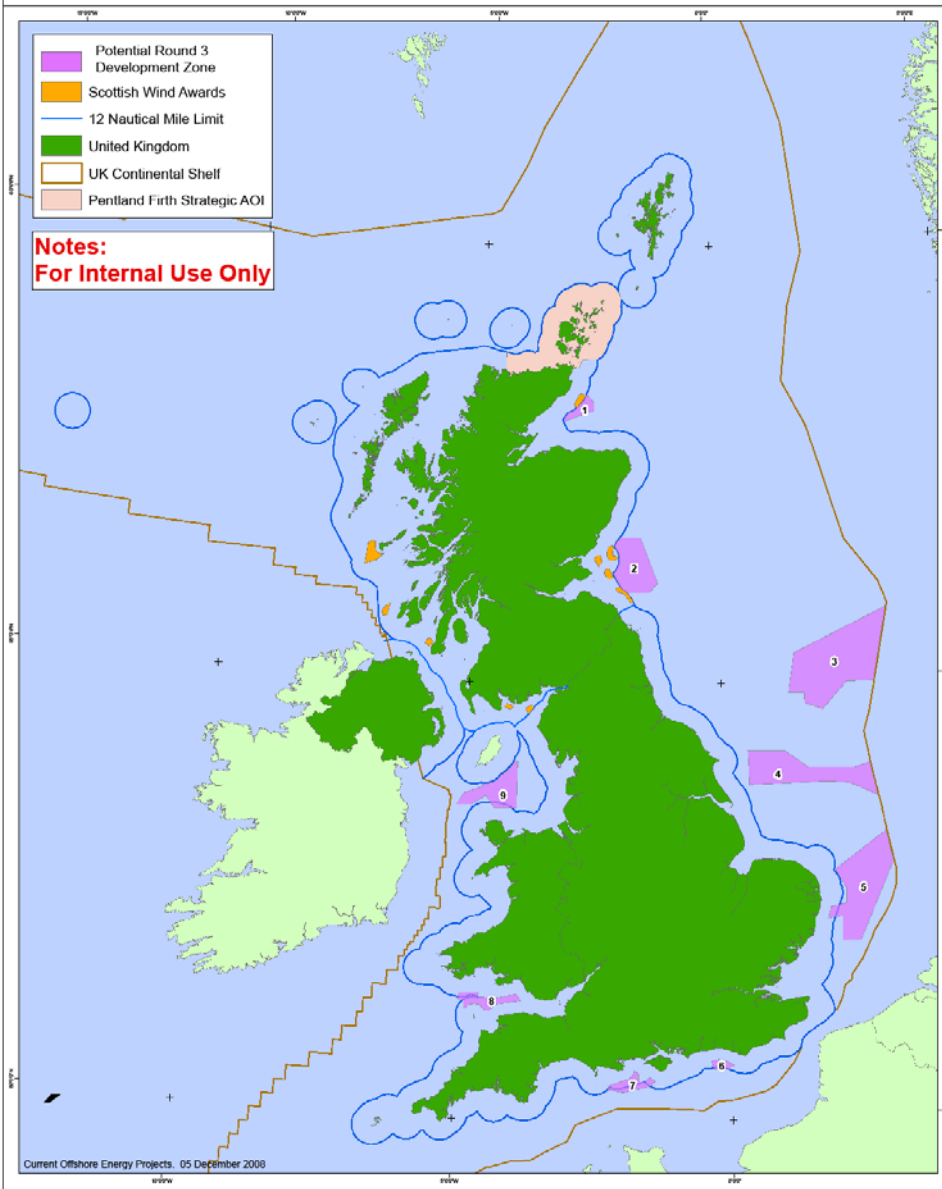 Potential Round 3
Development Zone
Scottish Wind Awards
12 Nautical Mile Limit
United Kingdom
UK Continental Shelf
Pentland Firth Strategic AOI
Notes:
For Internal Use Only
1
2
3
4
5
6
7
8
9
Current Offshore Energy Projects. 05 December 2008